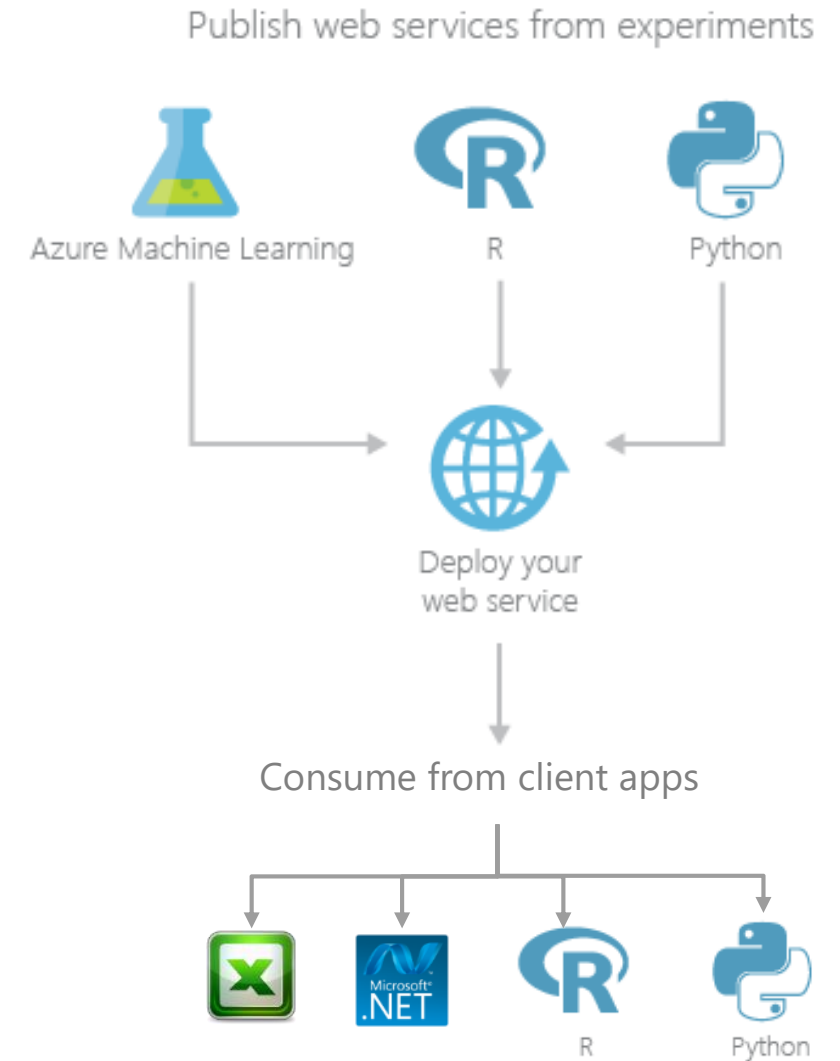 Publish web services from experiments
R
Azure Machine Learning
R
Python
Deploy your
web service
Consume from client apps
X
Microsoft®
.NET
R
R
Python